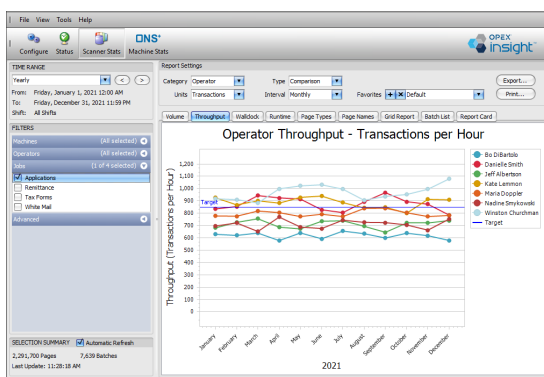 File View Tools Help
Configure Status Scanner Stats Machine Stats
ONS+
OPEX insight
TIME RANGE
Yearly < >
From: Friday, January 1, 2021 12:00 AM
To: Friday, December 31, 2021 11:59 PM
Shift: All Shifts
FILTERS
Machines (All selected)
Operators (All selected)
Jobs (1 of 4 selected)
Applications
Remittance
Tax Forms
White Mail
Advanced
SELECTION SUMMARY Automatic Refresh
2,291,700 Pages 7,639 Batches
Last Update: 11:28:18 AM
Report Settings
Category Operator Type Comparison Export...
Units Transactions Interval Monthly Favorites + × Default Print...
Volume Throughput Walldock Runtime Page Types Page Names Grid Report Batch List Report Card
Operator Throughput - Transactions per Hour
Throughput (Transactions per Hour)
1,200
1,100
1,000
900
Target
800
700
600
500
400
300
200
100
0
January February March April May June July August September October November December
2021
Bo DiBartolo
Danielle Smith
Jeff Albertson
Kate Lemmon
Maria Doppler
Nadine Smykowski
Winston Churchman
Target